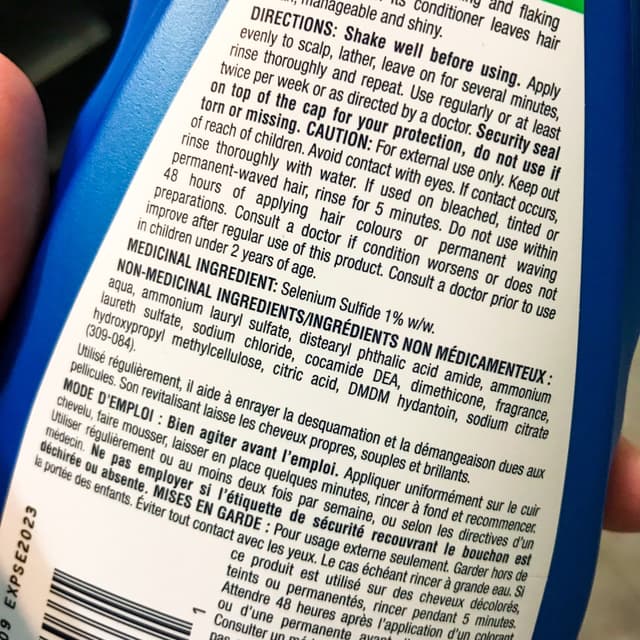 and flaking
its conditioner leaves hair
manageable and shiny.
DIRECTIONS: Shake well before using. Apply
evenly to scalp, lather, leave on for several minutes,
rinse thoroughly and repeat. Use regularly or at least
twice per week or as directed by a doctor. Security seal
on top of the cap for your protection, do not use if
torn or missing. CAUTION: For external use only. Keep out
of reach of children. Avoid contact with eyes. If contact occurs,
rinse thoroughly with water. If used on bleached, tinted or
permanent-waved hair, rinse for 5 minutes. Do not use within
48 hours of applying hair colours or permanent waving
preparations. Consult a doctor if condition worsens or does not
improve after regular use of this product. Consult a doctor prior to use
in children under 2 years of age.
MEDICINAL INGREDIENT: Selenium Sulfide 1% w/w.
NON-MEDICINAL INGREDIENTS/INGRÉDIENTS NON MÉDICAMENTEUX :
aqua, ammonium lauryl sulfate, distearyl phthalic acid amide, ammonium
laureth sulfate, sodium chloride, cocamide DEA, dimethicone, fragrance,
hydroxypropyl methylcellulose, citric acid, DMDM hydantoin, sodium citrate
(309-084).
Utilisé régulièrement, il aide à enrayer la desquamation et la démangeaison dues aux
pellicules. Son revitalisant laisse les cheveux propres, souples et brillants.
MODE D'EMPLOI : Bien agiter avant l'emploi. Appliquer uniformément sur le cuir
chevelu, faire mousser, laisser en place quelques minutes, rincer à fond et recommencer.
Utiliser régulièrement ou au moins deux fois par semaine, ou selon les directives d'un
médecin. Ne pas employer si l'étiquette de sécurité recouvrant le bouchon est
déchirée ou absente. MISES EN GARDE : Pour usage externe seulement. Garder hors de
la portée des enfants. Éviter tout contact avec les yeux. Le cas échéant rincer à grande eau. Si
ce produit est utilisé sur des cheveux décolorés,
teints ou permanentés, rincer pendant 5 minutes.
Attendre 48 heures après l'application d'un colorant
ou d'une permanente avant
Consulter un
09 EXPSE2023
1